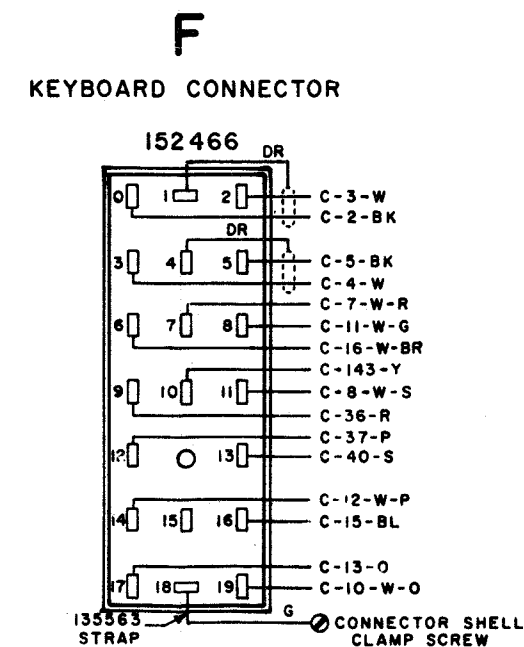 F
KEYBOARD CONNECTOR
152466
DR
0 1 2 C-3-W
C-2-BK
DR
3 4 5 C-5-BK
C-4-W
C-7-W-R
6 7 8 C-11-W-G
C-16-W-BR
C-143-Y
9 10 11 C-8-W-S
C-36-R
C-37-P
12 13 C-40-S
C-12-W-P
14 15 16 C-15-BL
C-13-O
17 18 19 C-10-W-O
135563 G
STRAP
CONNECTOR SHELL
CLAMP SCREW